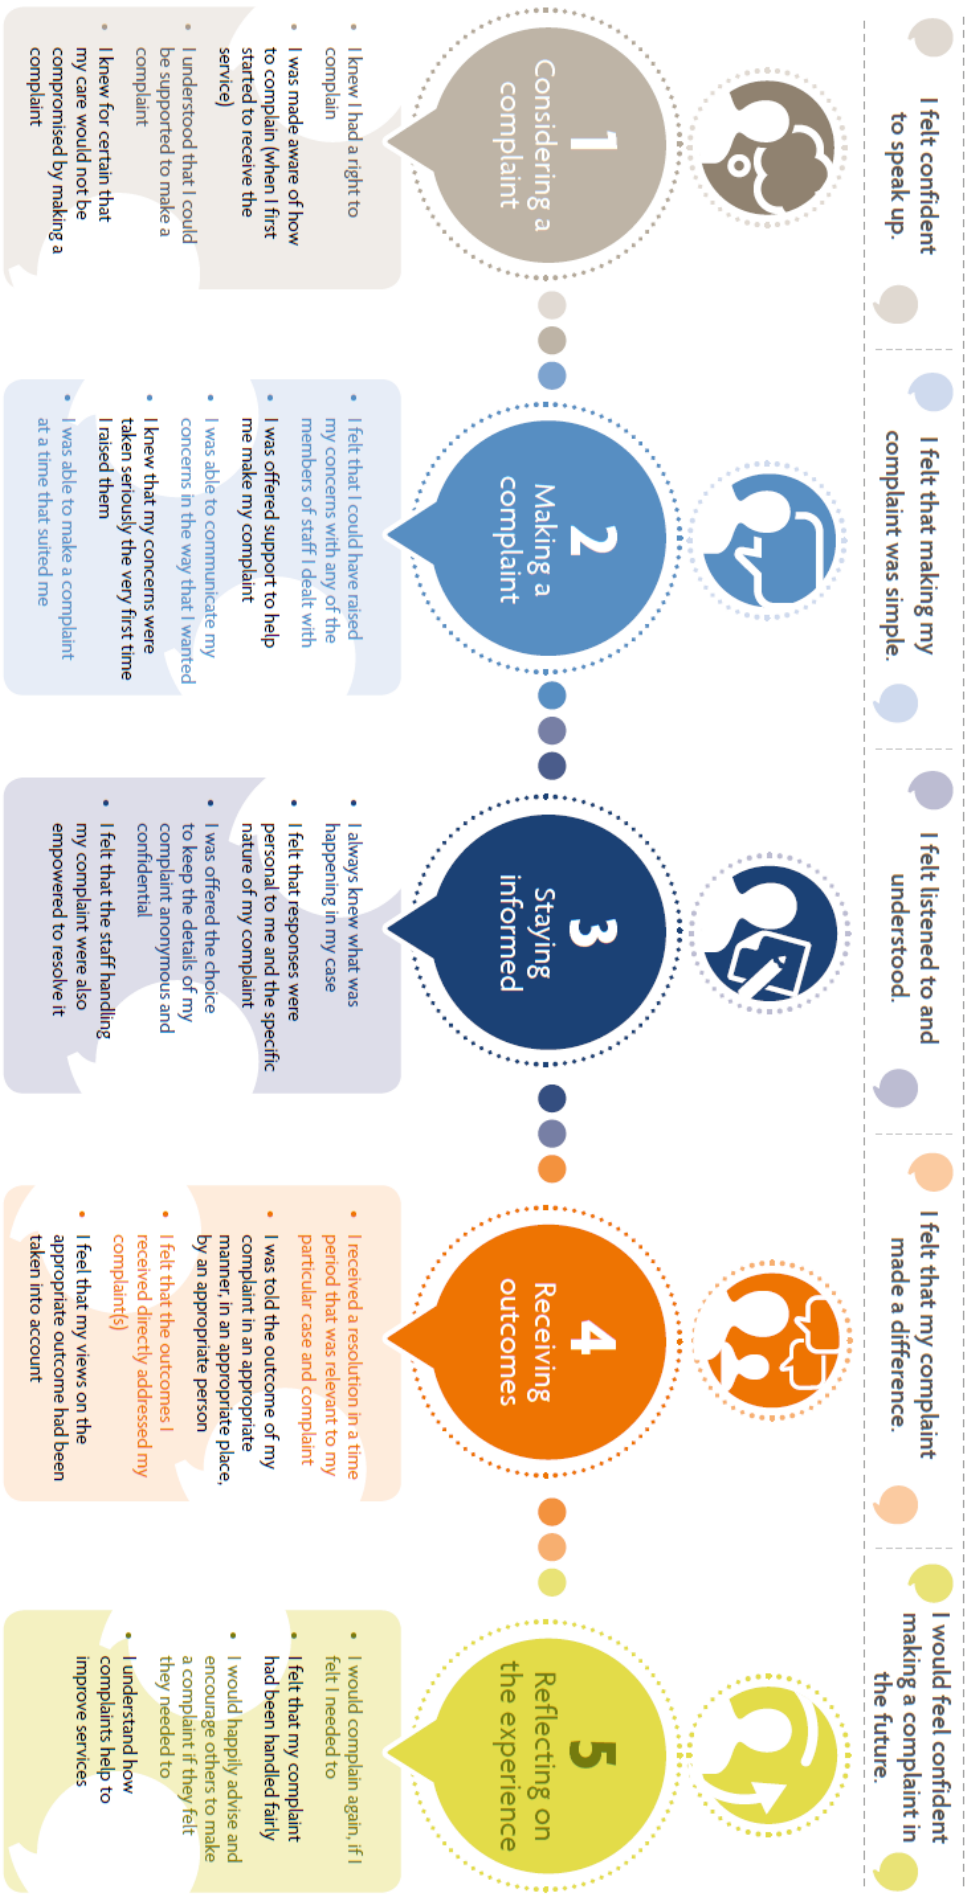 I felt confident
to speak up.
I felt that making my
complaint was simple.
I felt listened to and
understood.
I felt that my complaint
made a difference.
I would feel confident
making a complaint in
the future.
1
Considering a
complaint
2
Making a
complaint
3
Staying
informed
4
Receiving
outcomes
5
Reflecting on
the experience
• I knew I had a right to
complain
• I was made aware of how
to complain (when I first
started to receive the
service)
• I understood that I could
be supported to make a
complaint
• I knew for certain that
my care would not be
compromised by making a
complaint
• I felt that I could have raised
my concerns with any of the
members of staff I dealt with
• I was offered support to help
me make my complaint
• I was able to communicate my
concerns in the way that I wanted
• I knew that my concerns were
taken seriously the very first time
I raised them
• I was able to make a complaint
at a time that suited me
• I always knew what was
happening in my case
• I felt that responses were
personal to me and the specific
nature of my complaint
• I was offered the choice
to keep the details of my
complaint anonymous and
confidential
• I felt that the staff handling
my complaint were also
empowered to resolve it
• I received a resolution in a time
period that was relevant to my
particular case and complaint
• I was told the outcome of my
complaint in an appropriate
manner, in an appropriate place,
by an appropriate person
• I felt that the outcomes I
received directly addressed my
complaint(s)
• I feel that my views on the
appropriate outcome had been
taken into account
• I would complain again, if I
felt I needed to
• I felt that my complaint
had been handled fairly
• I would happily advise and
encourage others to make
a complaint if they felt
they needed to
• I understand how
complaints help to
improve services